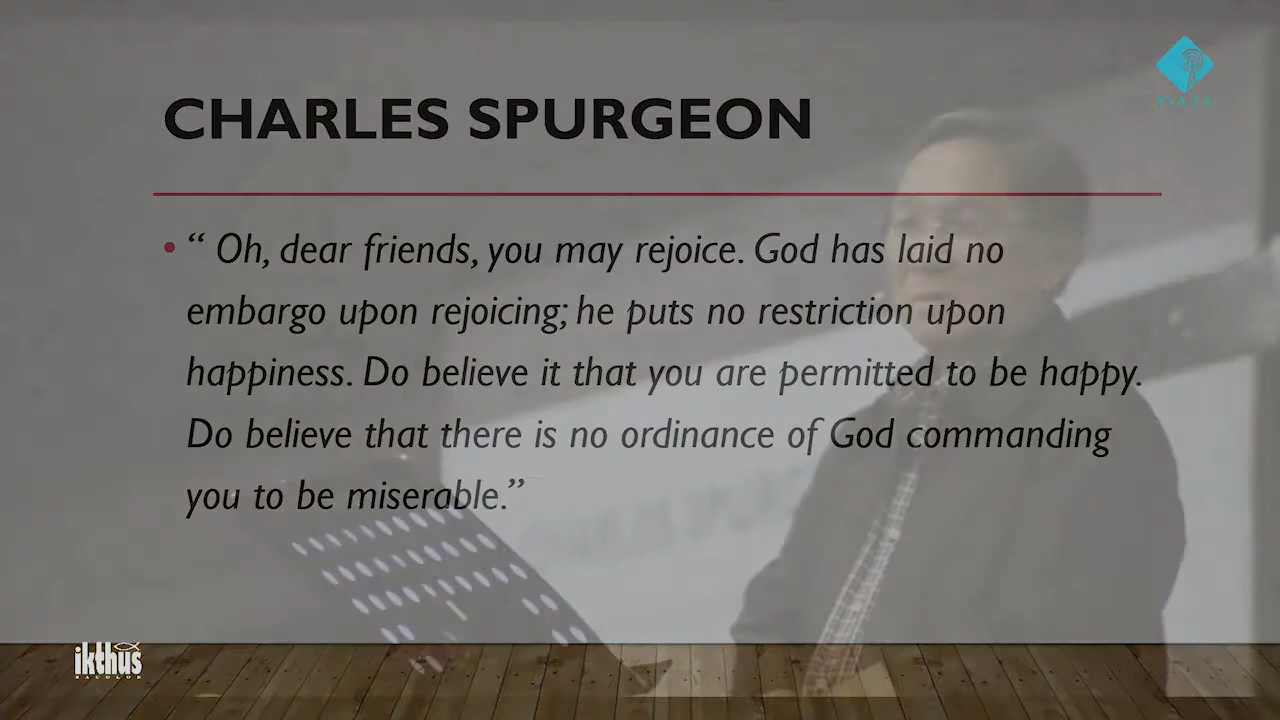 PLAZA
CHARLES SPURGEON
• “ Oh, dear friends, you may rejoice. God has laid no
embargo upon rejoicing; he puts no restriction upon
happiness. Do believe it that you are permitted to be happy.
Do believe that there is no ordinance of God commanding
you to be miserable.”
ikthus
BACOLOD